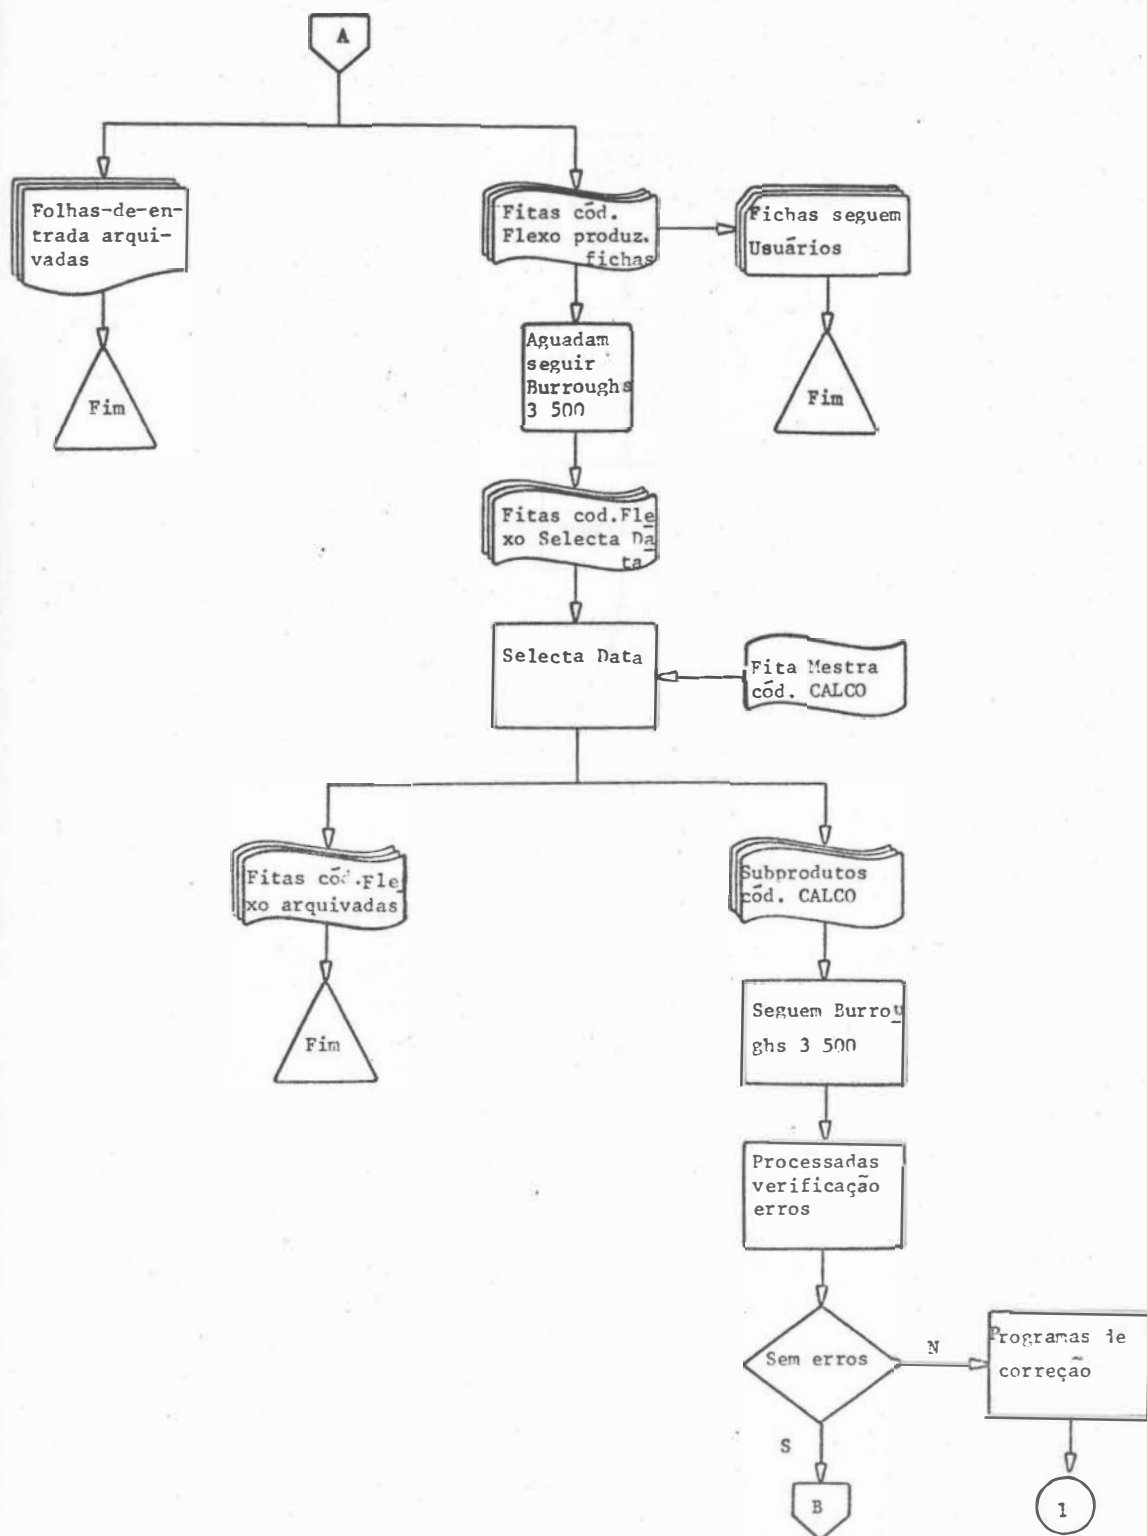 A
Folhas-de-en-
trada arqui-
vadas
Fim
Fitas cód.
Flexo produz.
fichas
Fichas seguem
Usuários
Fim
Aguadam
seguir
Burroughs
3 500
Fitas cod.Fle
xo Selecta Da
ta
Selecta Data
Fita Mestra
cód. CALCO
Fitas cód.Fle
xo arquivadas
Fim
Subprodutos
cód. CALCO
Seguem Burrou
ghs 3 500
Processadas
verificação
erros
Sem erros
N
Programas de
correção
S
B
1